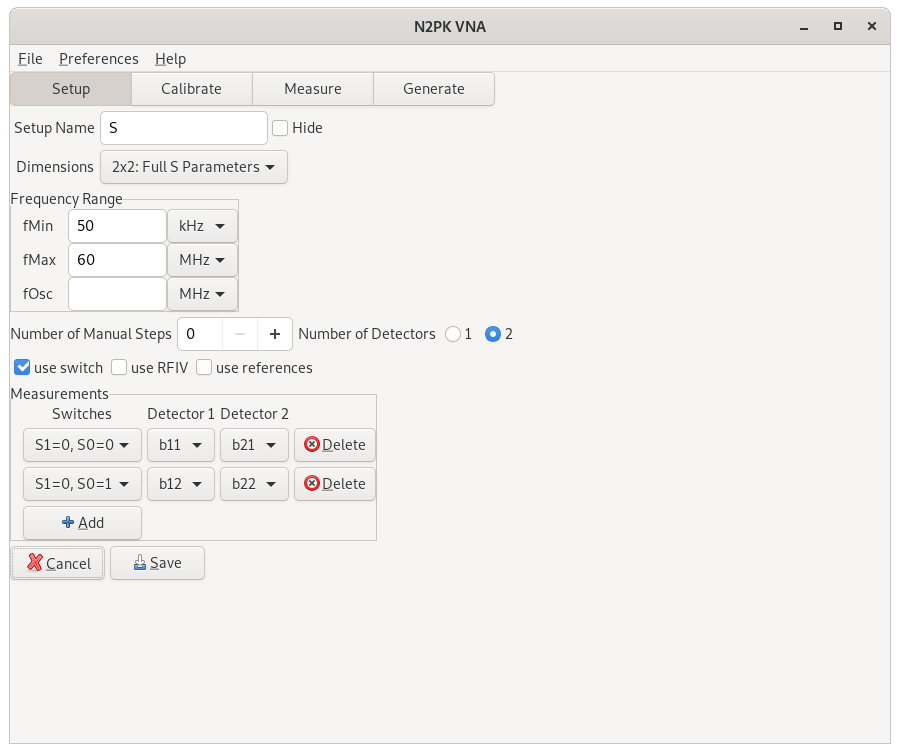 N2PK VNA
File Preferences Help
Setup Calibrate Measure Generate
Setup Name S Hide
Dimensions 2x2: Full S Parameters
Frequency Range
fMin 50 kHz
fMax 60 MHz
fOsc MHz
Number of Manual Steps 0 − + Number of Detectors 1 2
use switch use RFIV use references
Measurements
Switches Detector 1 Detector 2
S1=0, S0=0 b11 b21 Delete
S1=0, S0=1 b12 b22 Delete
Add
Cancel Save